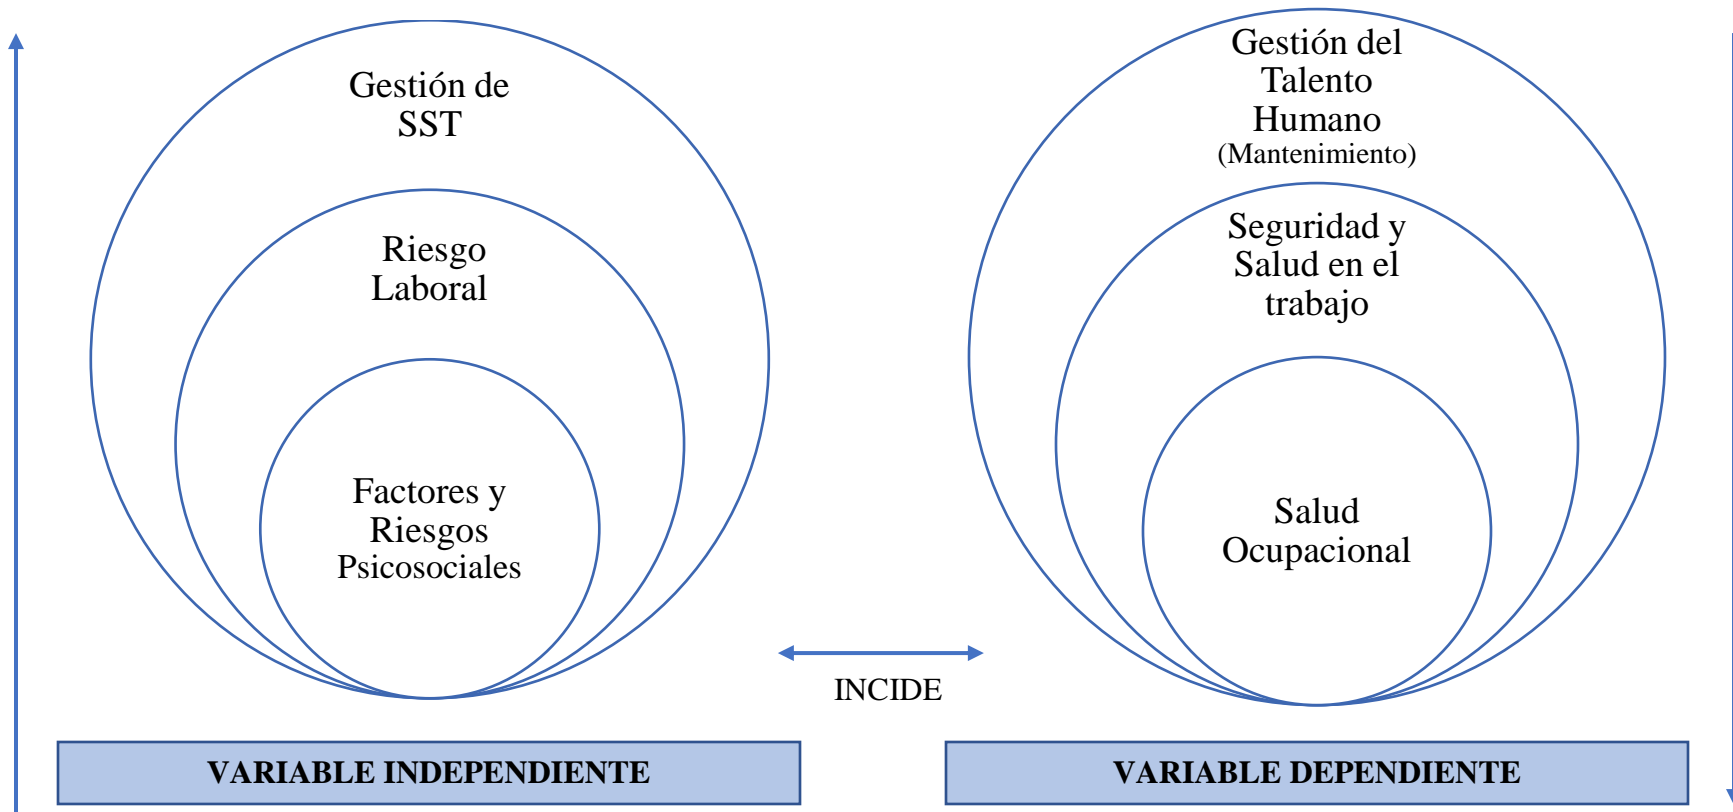 Gestión de
SST
Riesgo
Laboral
Factores y
Riesgos
Psicosociales
Gestión del
Talento
Humano
(Mantenimiento)
Seguridad y
Salud en el
trabajo
Salud
Ocupacional
INCIDE
VARIABLE INDEPENDIENTE
VARIABLE DEPENDIENTE